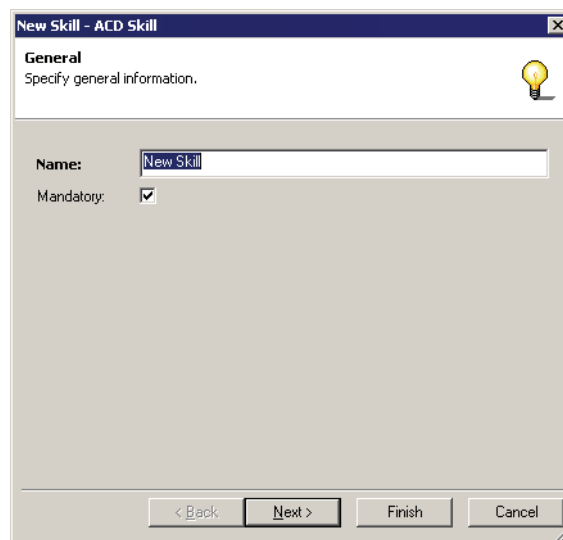 New Skill - ACD Skill
General
Specify general information.
Name: New Skill
Mandatory:
< Back Next > Finish Cancel